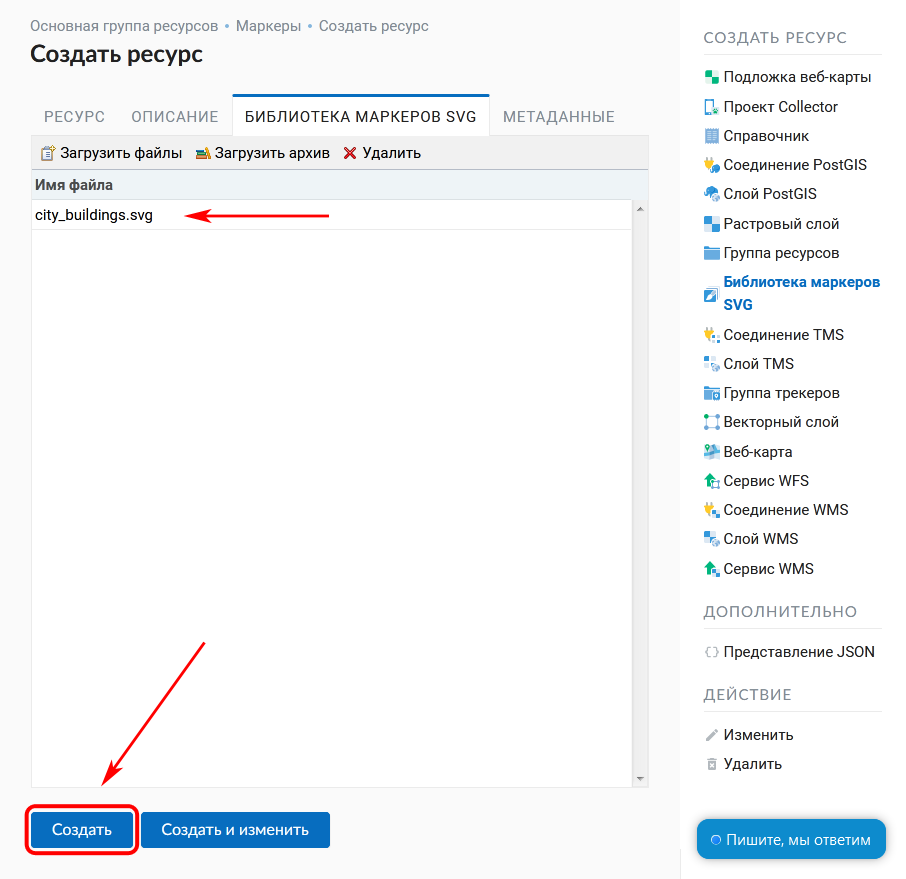 Основная группа ресурсов • Маркеры • Создать ресурс
Создать ресурс
РЕСУРС ОПИСАНИЕ БИБЛИОТЕКА МАРКЕРОВ SVG МЕТАДАННЫЕ
Загрузить файлы Загрузить архив Удалить
Имя файла
city_buildings.svg
Создать Создать и изменить
СОЗДАТЬ РЕСУРС
Подложка веб-карты
Проект Collector
Справочник
Соединение PostGIS
Слой PostGIS
Растровый слой
Группа ресурсов
Библиотека маркеров
SVG
Соединение TMS
Слой TMS
Группа трекеров
Векторный слой
Веб-карта
Сервис WFS
Соединение WMS
Слой WMS
Сервис WMS
ДОПОЛНИТЕЛЬНО
Представление JSON
ДЕЙСТВИЕ
Изменить
Удалить
Пишите, мы ответим